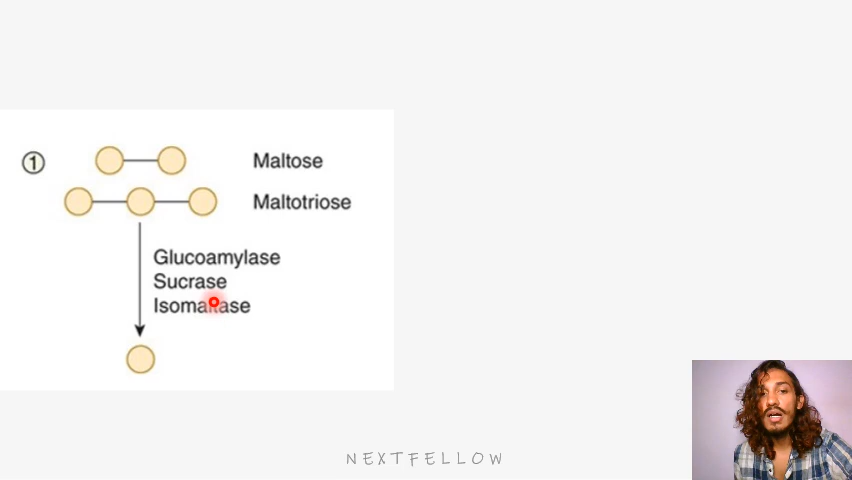 ①
Maltose
Maltotriose
Glucoamylase
Sucrase
Isomaltase
NEXTFELLOW